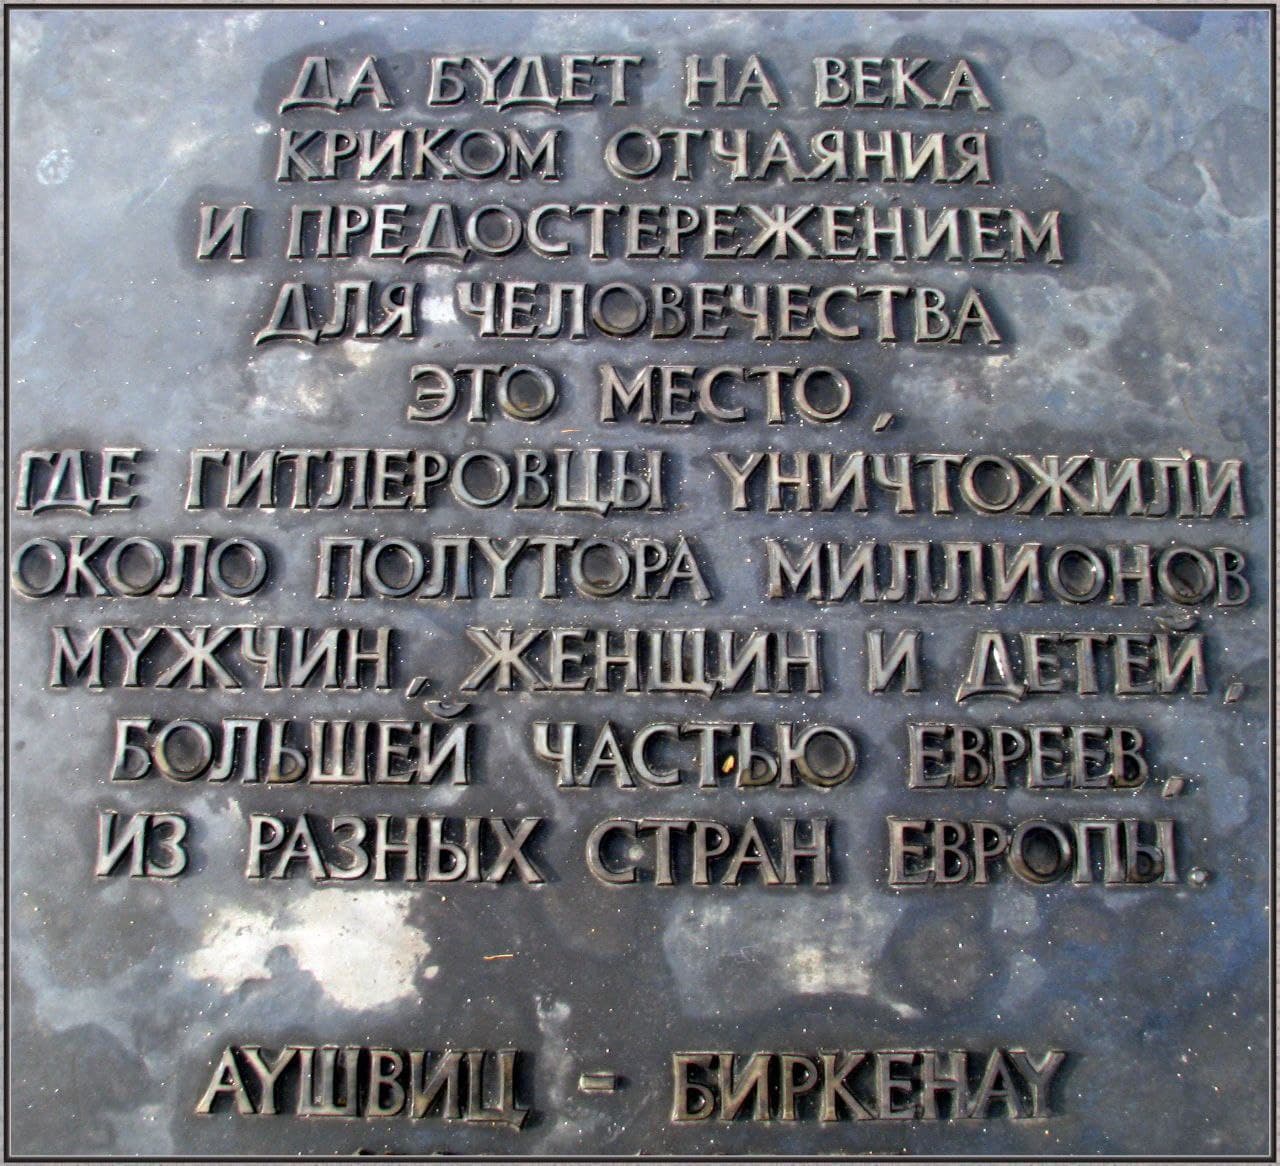 ДА БУДЕТ НА ВЕКА
КРИКОМ ОТЧАЯНИЯ
И ПРЕДОСТЕРЕЖЕНИЕМ
ДЛЯ ЧЕЛОВЕЧЕСТВА
ЭТО МЕСТО,
ГДЕ ГИТЛЕРОВЦЫ УНИЧТОЖИЛИ
ОКОЛО ПОЛУТОРА МИЛЛИОНОВ
МУЖЧИН, ЖЕНЩИН И ДЕТЕЙ,
БОЛЬШЕЙ ЧАСТЬЮ ЕВРЕЕВ,
ИЗ РАЗНЫХ СТРАН ЕВРОПЫ.
АУШВИЦ - БИРКЕНАУ